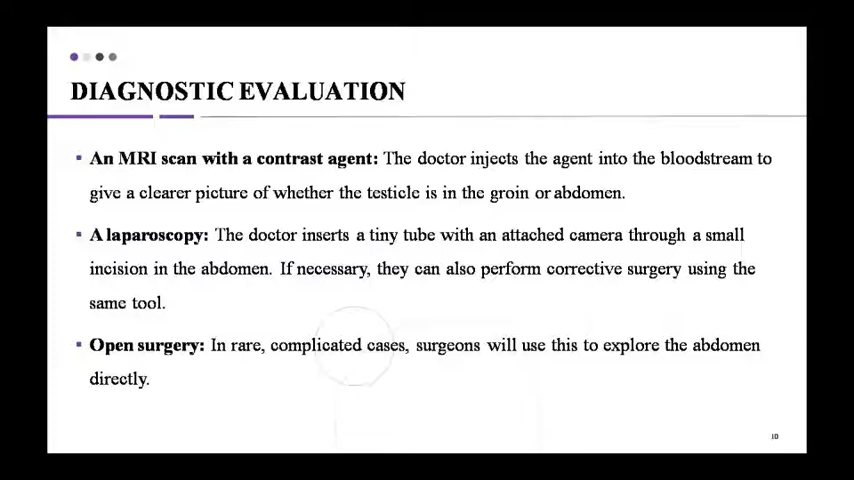 DIAGNOSTIC EVALUATION
▪ An MRI scan with a contrast agent: The doctor injects the agent into the bloodstream to
give a clearer picture of whether the testicle is in the groin or abdomen.
▪ A laparoscopy: The doctor inserts a tiny tube with an attached camera through a small
incision in the abdomen. If necessary, they can also perform corrective surgery using the
same tool.
▪ Open surgery: In rare, complicated cases, surgeons will use this to explore the abdomen
directly.
10